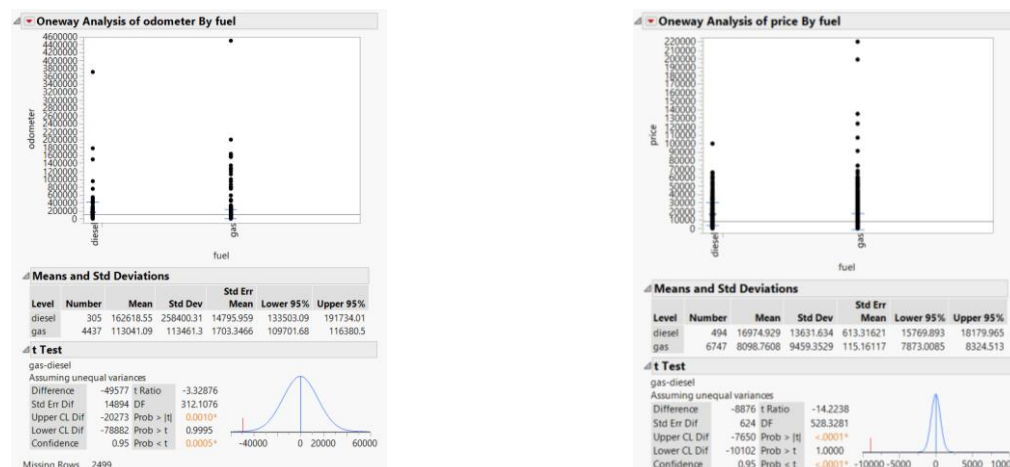 Oneway Analysis of odometer By fuel
4600000
4400000
4200000
4000000
3800000
3600000
3400000
3200000
3000000
2800000
2600000
2400000
2200000
2000000
1800000
1600000
1400000
1200000
1000000
800000
600000
400000
200000
0
odometer
diesel
gas
fuel
Means and Std Deviations
Std Err
Level Number Mean Std Dev Mean Lower 95% Upper 95%
diesel 305 162618.55 258400.31 14795.959 133503.09 191734.01
gas 4437 113041.09 113461.3 1703.3466 109701.68 116380.5
t Test
gas-diesel
Assuming unequal variances
Difference -49577 t Ratio -3.32876
Std Err Dif 14894 DF 312.1076
Upper CL Dif -20273 Prob > |t| 0.0010*
Lower CL Dif -78882 Prob > t 0.9995
Confidence 0.95 Prob < t 0.0005*
-40000 0 20000 60000
Missing Rows 2499
Oneway Analysis of price By fuel
220000
210000
200000
190000
180000
170000
160000
150000
140000
130000
120000
110000
100000
90000
80000
70000
60000
50000
40000
30000
20000
10000
0
price
diesel
gas
fuel
Means and Std Deviations
Std Err
Level Number Mean Std Dev Mean Lower 95% Upper 95%
diesel 494 16974.929 13631.634 613.31621 15769.893 18179.965
gas 6747 8098.7608 9459.3529 115.16117 7873.0085 8324.513
t Test
gas-diesel
Assuming unequal variances
Difference -8876 t Ratio -14.2238
Std Err Dif 624 DF 528.3281
Upper CL Dif -7650 Prob > |t| <.0001*
Lower CL Dif -10102 Prob > t 1.0000
Confidence 0.95 Prob < t <.0001*
-10000 -5000 0 5000 1000